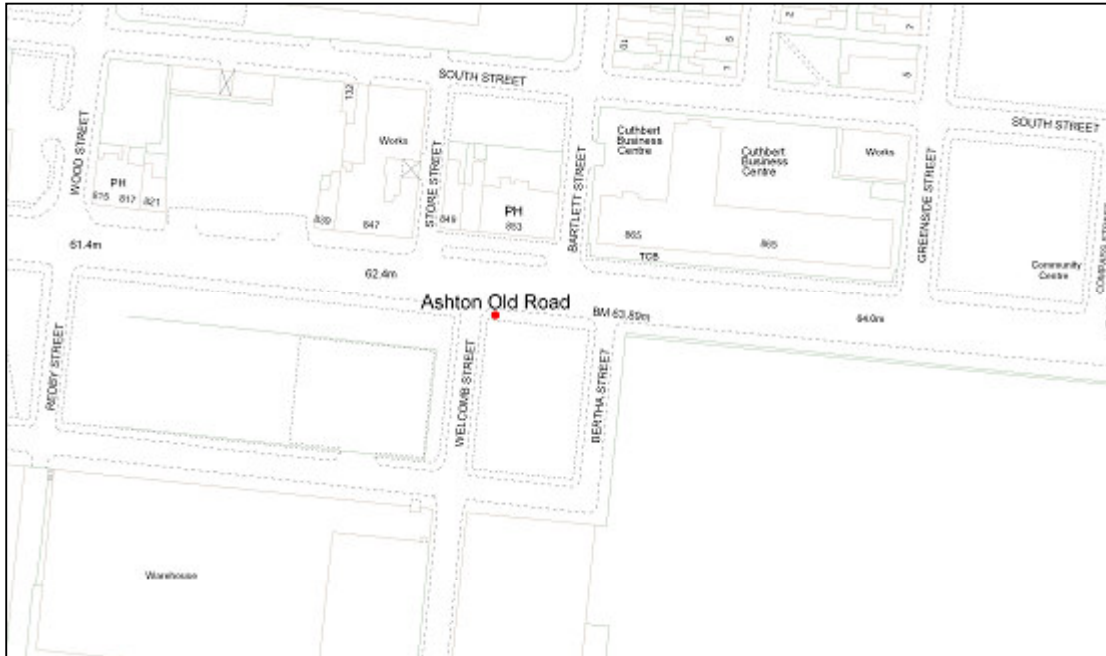 SOUTH STREET
SOUTH STREET
WOOD STREET
132
Works
STORE STREET
Cuthbert
Business
Centre
Cuthbert
Business
Centre
Works
BARTLETT STREET
GREENSIDE STREET
PH
815
817
821
839
847
849
PH
853
865
866
TCB
Community
Centre
61.4m
62.4m
Ashton Old Road
BM 63.89m
64.0m
REDBY STREET
WELCOMB STREET
BERTHA STREET
Warehouse